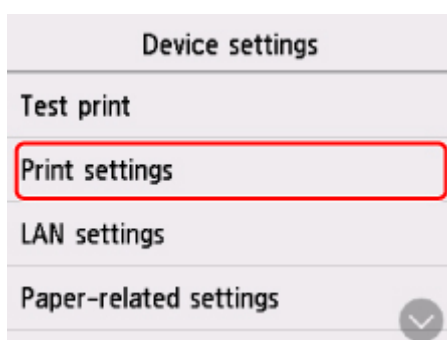 Device settings
Test print
Print settings
LAN settings
Paper-related settings